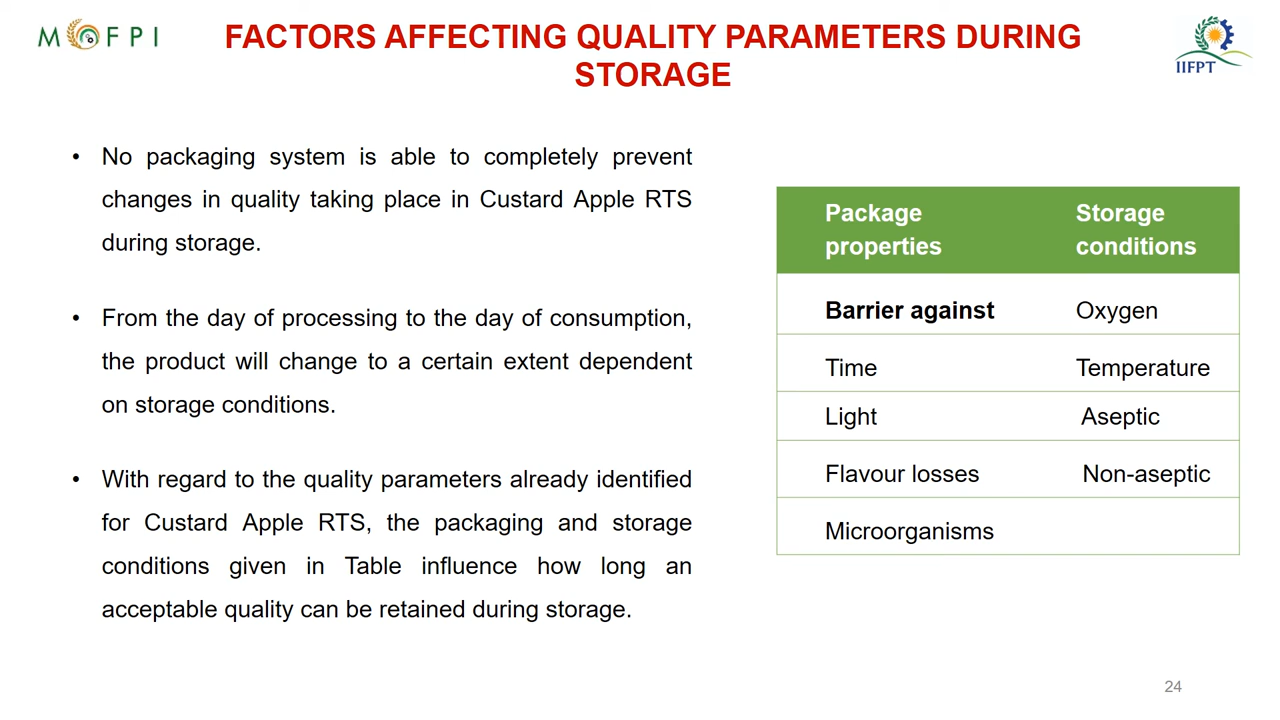 MOFPI
FACTORS AFFECTING QUALITY PARAMETERS DURING
STORAGE
IIFPT
• No packaging system is able to completely prevent
changes in quality taking place in Custard Apple RTS
during storage.
• From the day of processing to the day of consumption,
the product will change to a certain extent dependent
on storage conditions.
• With regard to the quality parameters already identified
for Custard Apple RTS, the packaging and storage
conditions given in Table influence how long an
acceptable quality can be retained during storage.
Package properties Storage conditions
Barrier against Oxygen
Time Temperature
Light Aseptic
Flavour losses Non-aseptic
Microorganisms
24